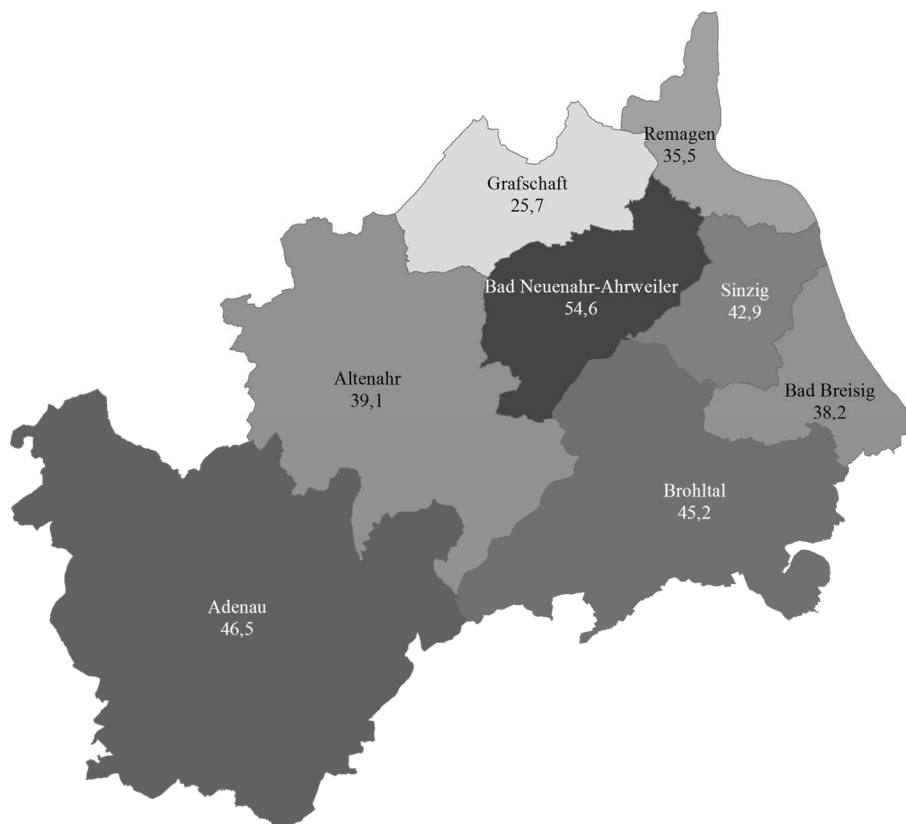 Remagen
35,5
Grafschaft
25,7
Bad Neuenahr-Ahrweiler
54,6
Sinzig
42,9
Altenahr
39,1
Bad Breisig
38,2
Brohltal
45,2
Adenau
46,5